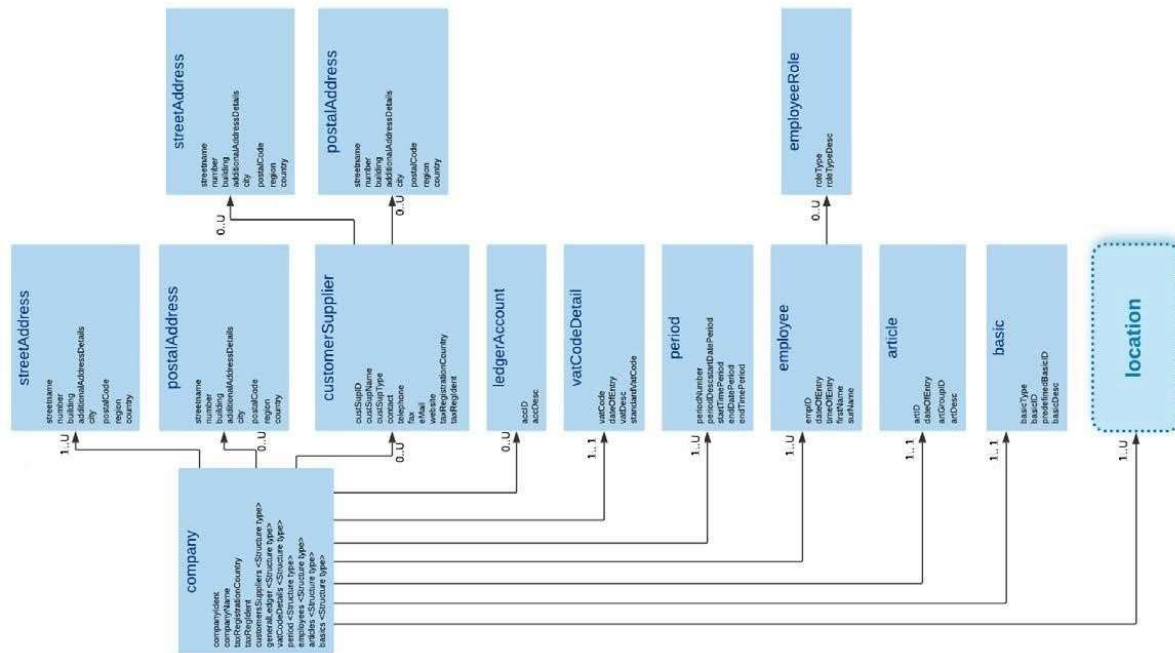 company
companyIdent
companyName
taxRegistrationCountry
taxRegIdent
customersSuppliers <Structure type>
generalLedger <Structure type>
vatCodeDetails <Structure type>
period <Structure type>
employees <Structure type>
articles <Structure type>
basics <Structure type>
1..U
streetAddress
streetname
number
building
additionalAddressDetails
city
postalCode
region
country
0..U
postalAddress
streetname
number
building
additionalAddressDetails
city
postalCode
region
country
0..U
customerSupplier
custSupID
custSupName
custSupType
contact
telephone
fax
eMail
website
taxRegistrationCountry
taxRegIdent
0..U
streetAddress
streetname
number
building
additionalAddressDetails
city
postalCode
region
country
0..U
postalAddress
streetname
number
building
additionalAddressDetails
city
postalCode
region
country
0..U
ledgerAccount
accID
accDesc
1.. 1
vatCodeDetail
vatCode
dateOfEntry
vatDesc
standardVatCode
1..U
period
periodNumber
periodDescstartDatePeriod
startTimePeriod
endDatePeriod
endTimePeriod
1..U
employee
empID
dateOfEntry
timeOfEntry
firstName
surName
0..U
employeeRole
roleType
roleTypeDesc
1.. 1
article
artID
dateOfEntry
artGroupID
artDesc
1.. 1
basic
basicType
basicID
predefinedBasicID
basicDesc
1..U
location